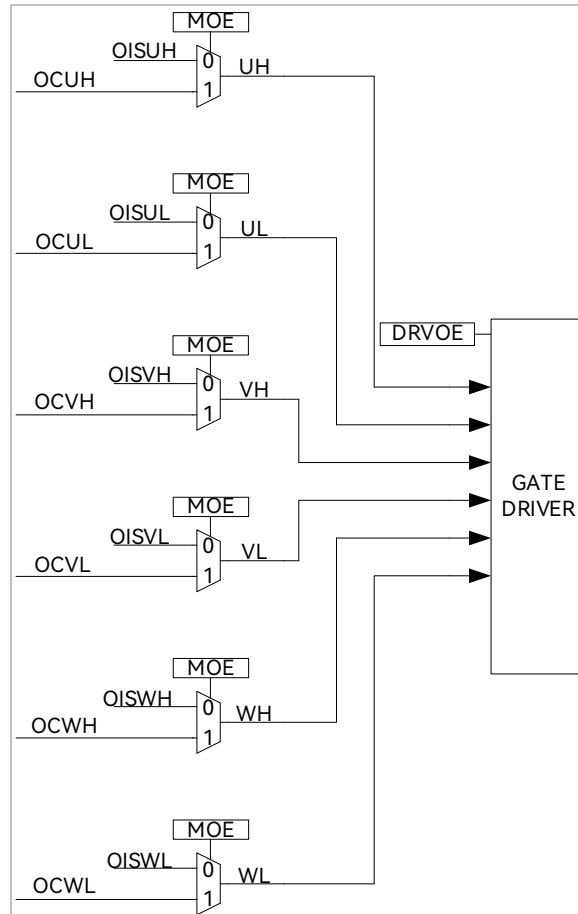 MOE
OISUH
0
UH
OCUH
1
MOE
OISUL
0
UL
OCUL
1
DRVOE
MOE
OISVH
0
VH
OCVH
1
GATE
DRIVER
MOE
OISVL
0
VL
OCVL
1
MOE
OISWH
0
WH
OCWH
1
MOE
OISWL
0
WL
OCWL
1